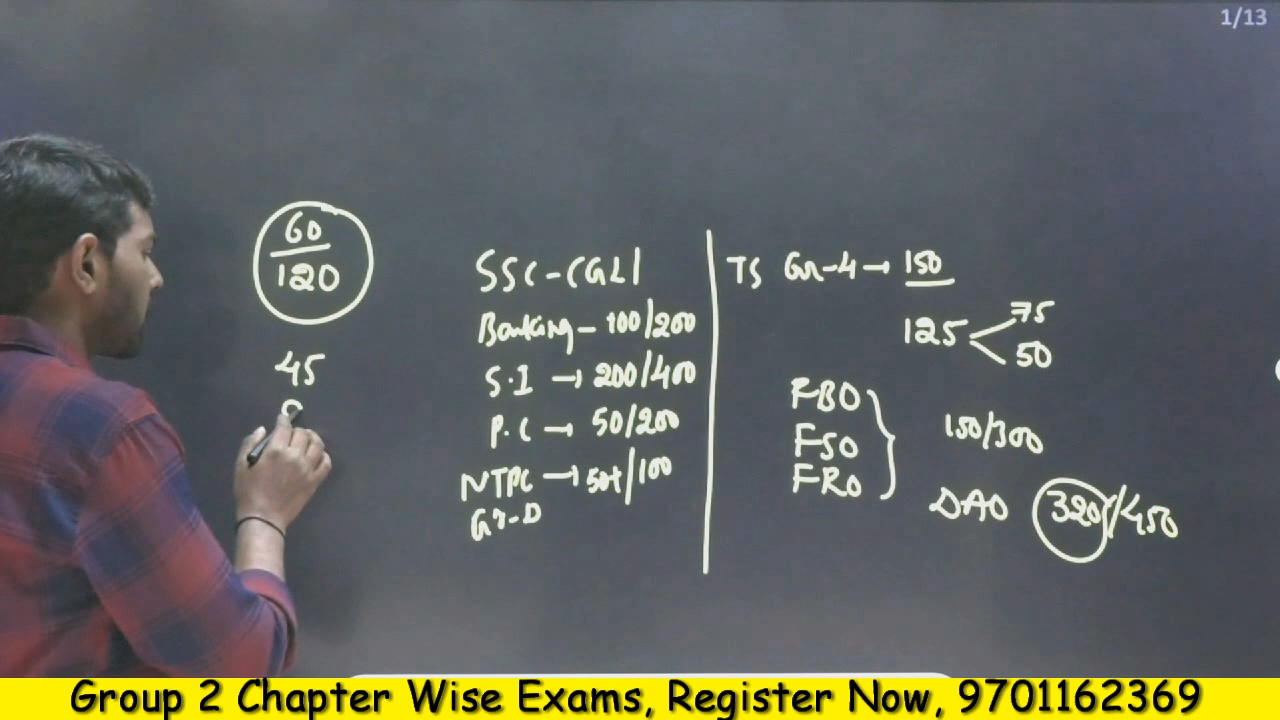 1/13
60
120
45
SSC-CGL
Banking - 100/200
S.I → 200/400
P.C → 50/200
NTPC → 50+/100
Gr-D
TS Gr-4 → 150
125 < 75
50
FBO
FSO
FRO
150/300
DAO 320/450
Group 2 Chapter Wise Exams, Register Now, 9701162369